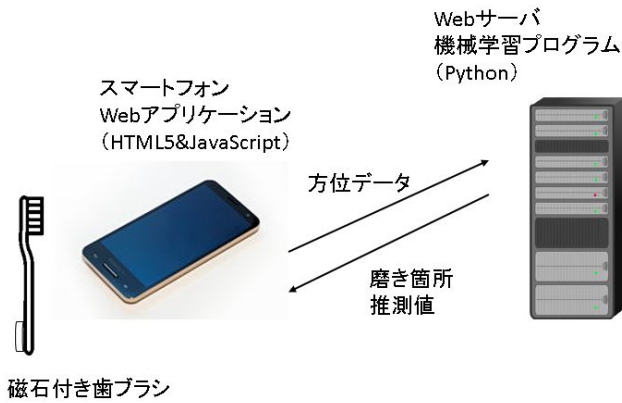 Webサーバ
機械学習プログラム
（Python）
スマートフォン
Webアプリケーション
（HTML5&JavaScript）
方位データ
磨き箇所
推測値
磁石付き歯ブラシ